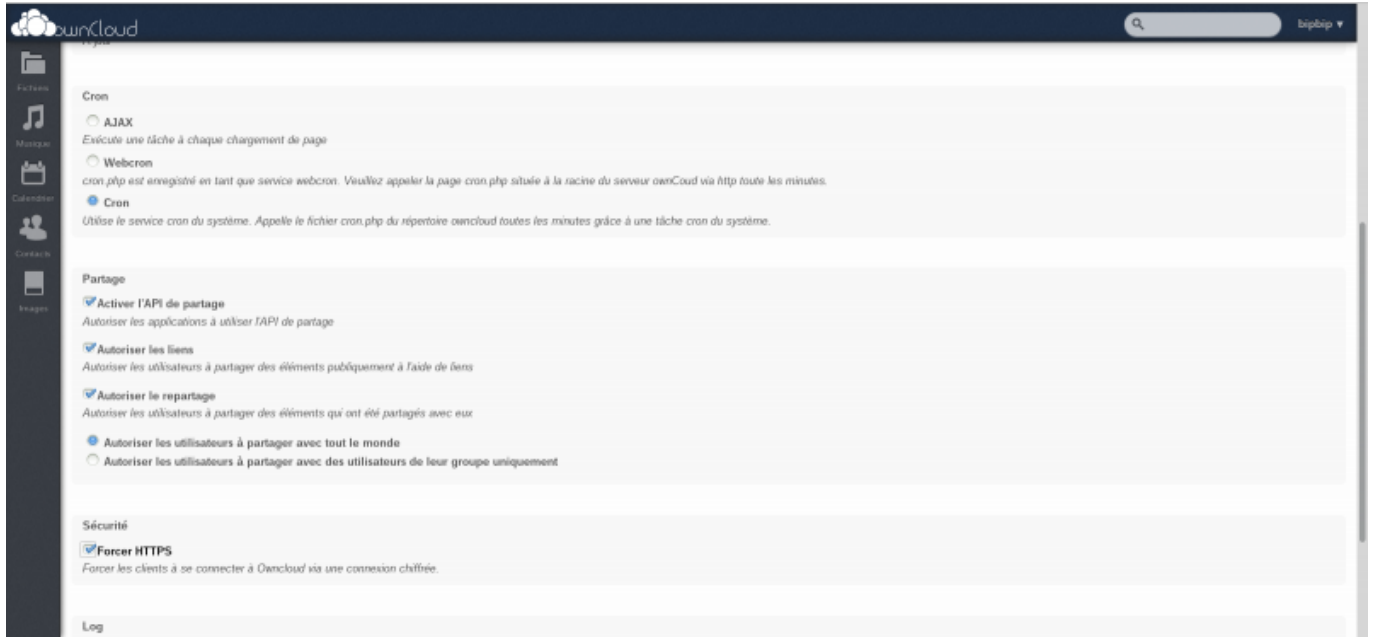 ownCloud
bipbip ▾
Fichiers
Musique
Calendrier
Contacts
Images
Cron
AJAX
Exécute une tâche à chaque chargement de page
Webcron
cron.php est enregistré en tant que service webcron. Veuillez appeler la page cron.php située à la racine du serveur ownCoud via http toute les minutes.
Cron
Utilise le service cron du système. Appelle le fichier cron.php du répertoire owncloud toutes les minutes grâce à une tâche cron du système.
Partage
Activer l'API de partage
Autoriser les applications à utiliser l'API de partage
Autoriser les liens
Autoriser les utilisateurs à partager des éléments publiquement à l'aide de liens
Autoriser le repartage
Autoriser les utilisateurs à partager des éléments qui ont été partagés avec eux
Autoriser les utilisateurs à partager avec tout le monde
Autoriser les utilisateurs à partager avec des utilisateurs de leur groupe uniquement
Sécurité
Forcer HTTPS
Forcer les clients à se connecter à Owncloud via une connexion chiffrée.
Log